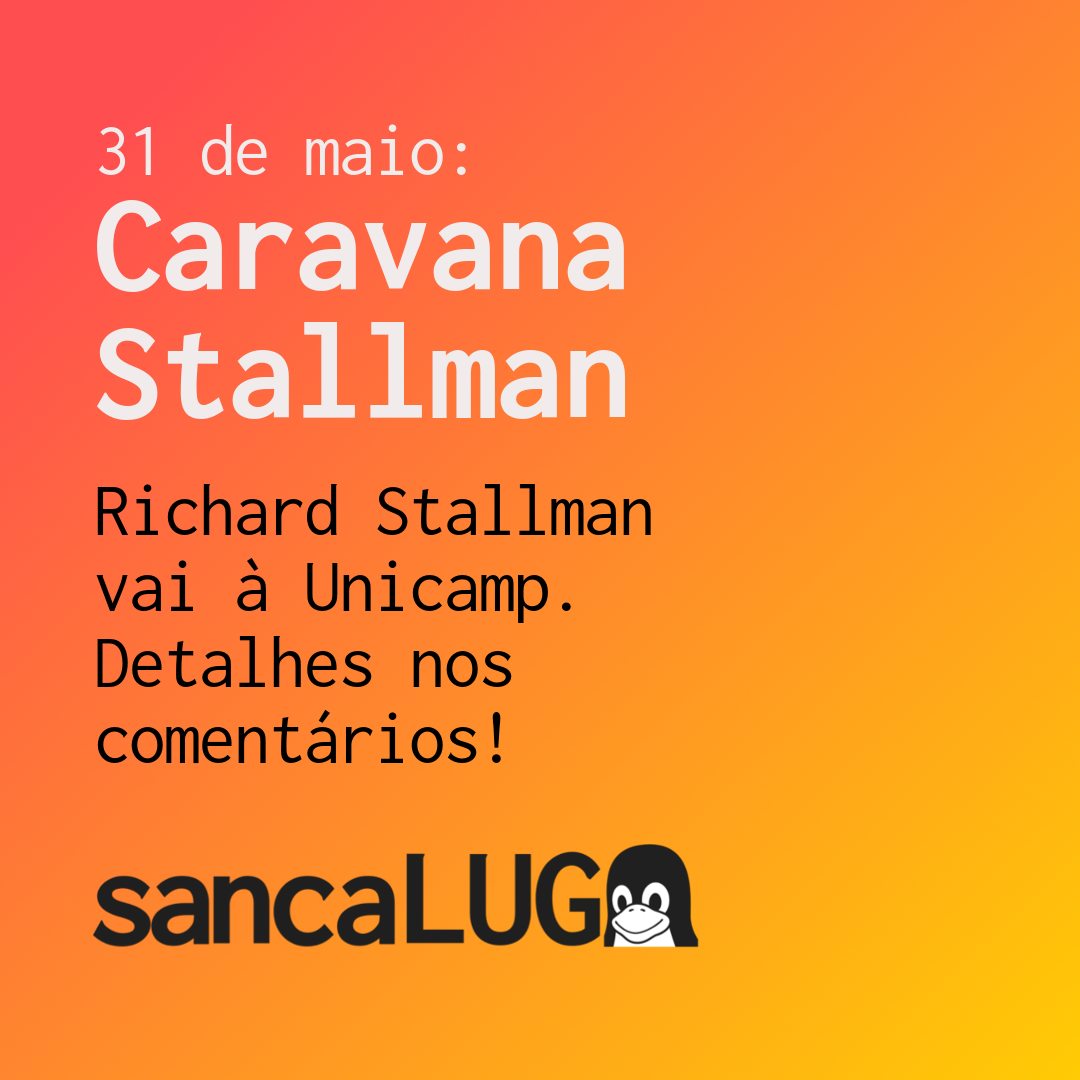 31 de maio:
Caravana
Stallman
Richard Stallman
vai à Unicamp.
Detalhes nos
comentários!
sancaLUG